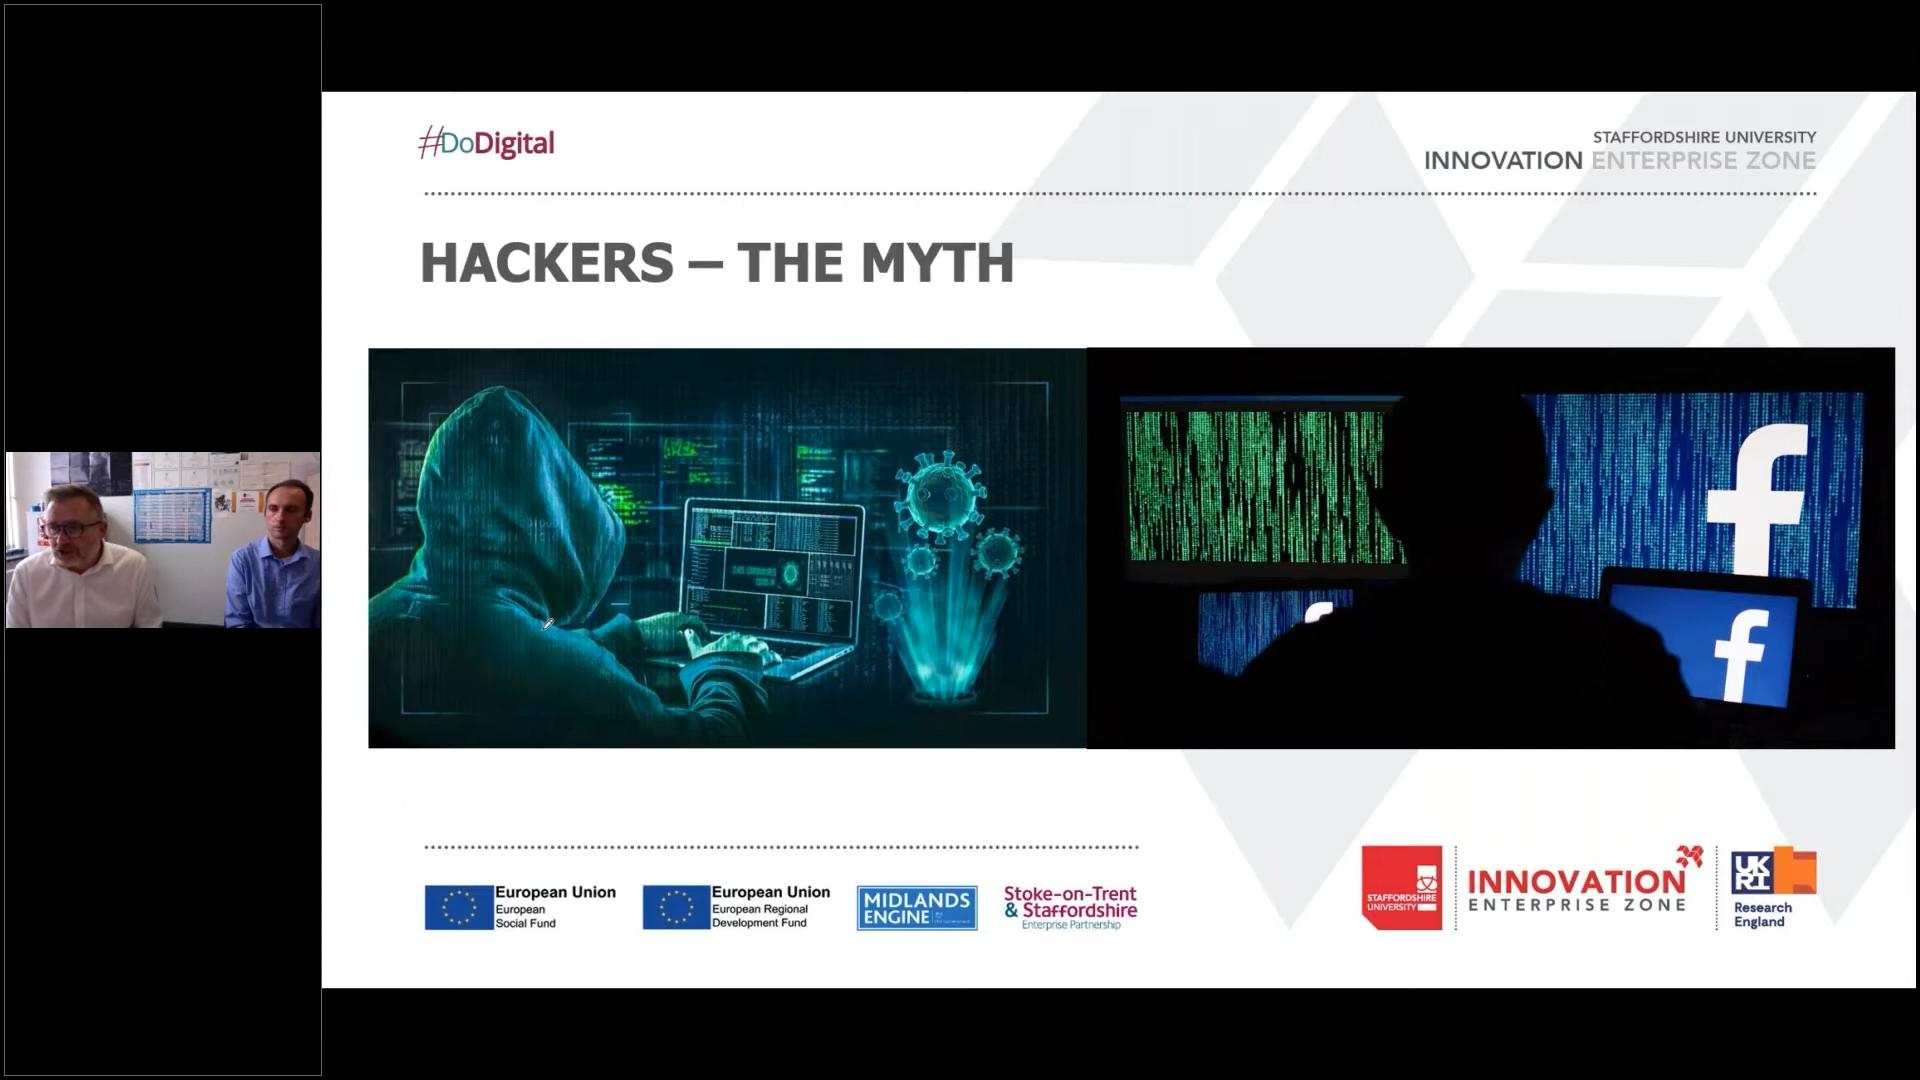 #DoDigital
STAFFORDSHIRE UNIVERSITY
INNOVATION ENTERPRISE ZONE
HACKERS – THE MYTH
f
f
European Union
European
Social Fund
European Union
European Regional
Development Fund
MIDLANDS
ENGINE
Stoke-on-Trent
& Staffordshire
Enterprise Partnership
STAFFORDSHIRE
UNIVERSITY
INNOVATION
ENTERPRISE ZONE
UK
RI
Research
England